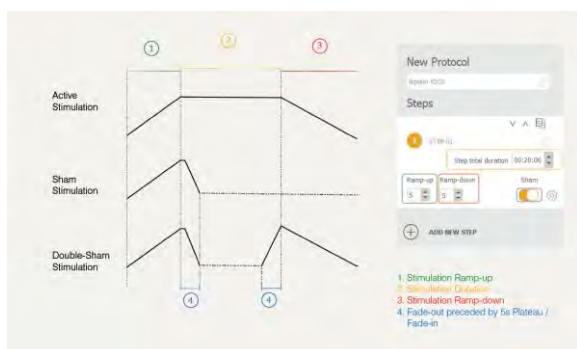 1
2
3
Active
Stimulation
Sham
Stimulation
Double-Sham
Stimulation
4
4
New Protocol
Steps
Step total duration 00:20:00
Ramp-up Ramp-down Sham
5 5
ADD NEW STEP
1. Stimulation Ramp-up
2. Stimulation Duration
3. Stimulation Ramp-down
4. Fade-out preceded by 5s Plateau /
Fade-in